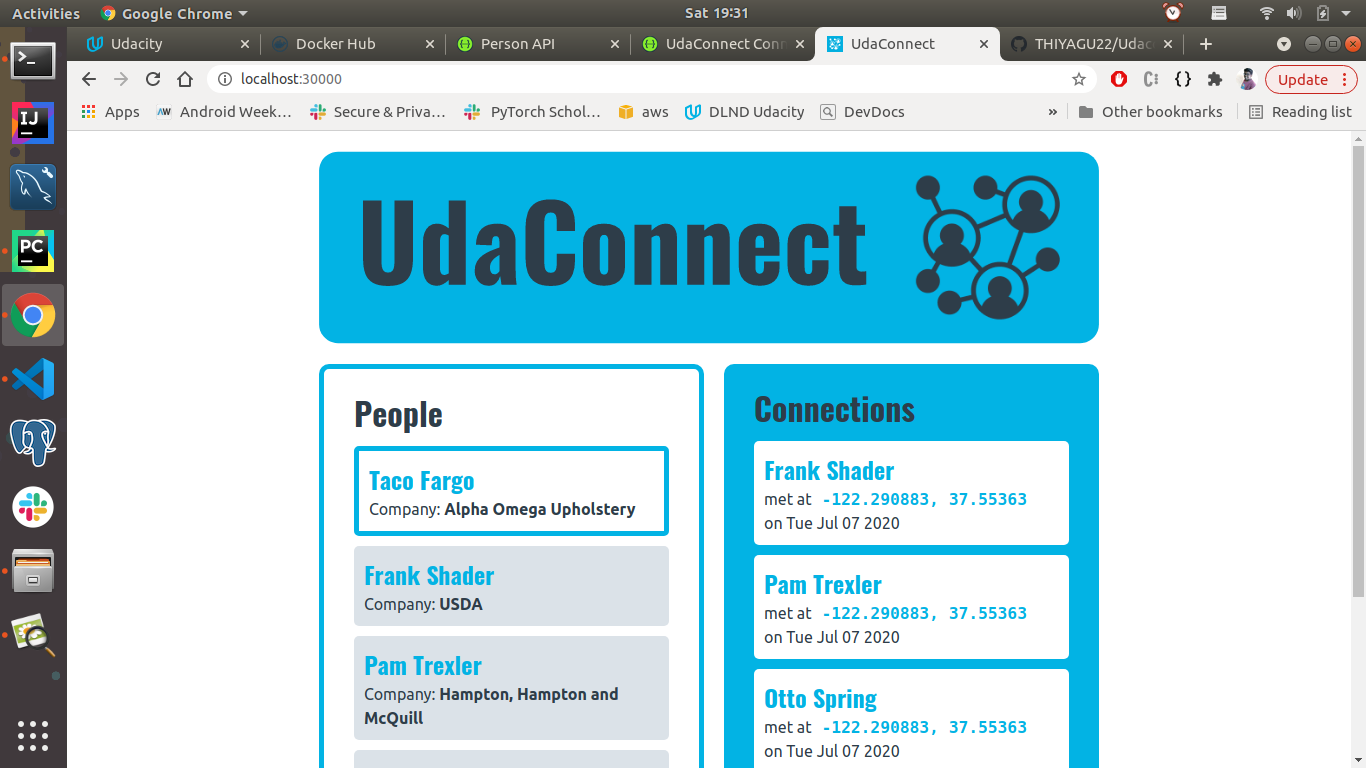 Activities
Google Chrome
Sat 19:31
Udacity
Docker Hub
Person API
UdaConnect Conn
UdaConnect
THIYAGU22/Udac
localhost:30000
Update
Apps
Android Week…
Secure & Priva…
PyTorch Schol…
aws
DLND Udacity
DevDocs
»
Other bookmarks
Reading list
UdaConnect
People
Taco Fargo
Company: Alpha Omega Upholstery
Frank Shader
Company: USDA
Pam Trexler
Company: Hampton, Hampton and
McQuill
Connections
Frank Shader
met at -122.290883, 37.55363
on Tue Jul 07 2020
Pam Trexler
met at -122.290883, 37.55363
on Tue Jul 07 2020
Otto Spring
met at -122.290883, 37.55363
on Tue Jul 07 2020
IJ
PC